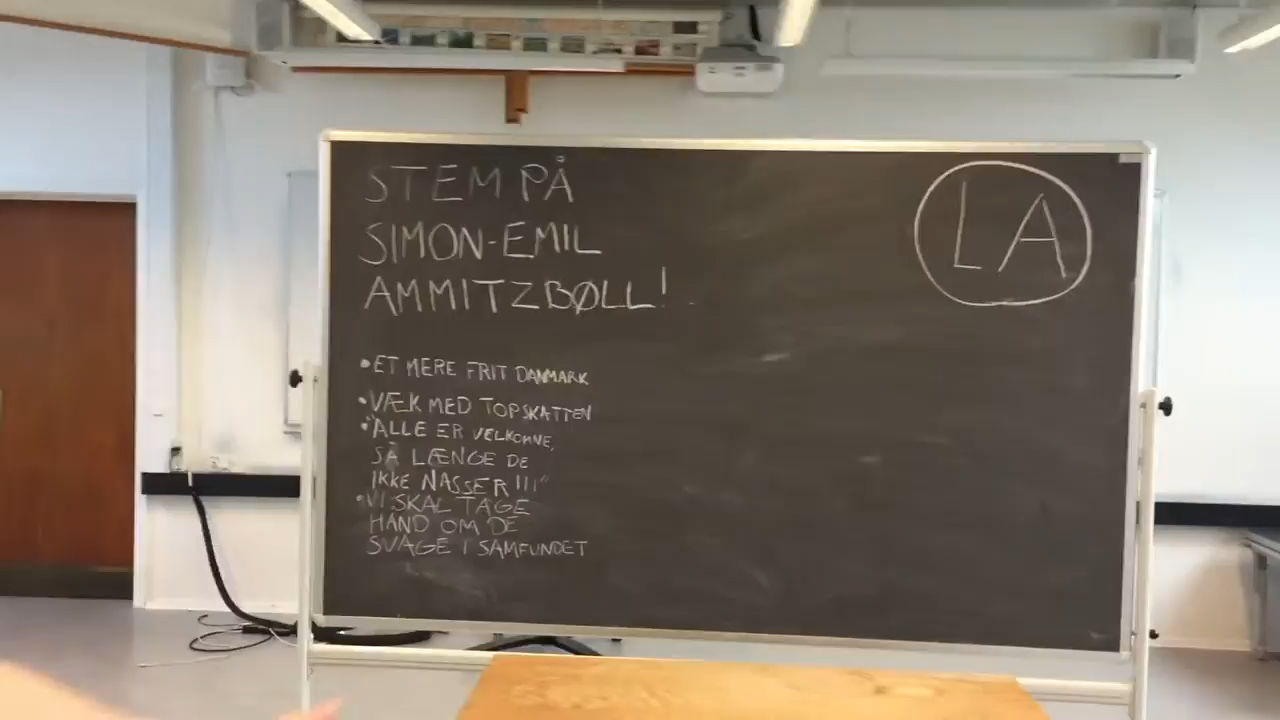 STEM PÅ
SIMON-EMIL
AMMITZBØLL!
LA
• ET MERE FRIT DANMARK
• VÆK MED TOPSKATTEN
• "ALLE ER VELKOMNE,
SÅ LÆNGE DE
IKKE NASSER!!!"
• VI SKAL TAGE
HÅND OM DE
SVAGE I SAMFUNDET